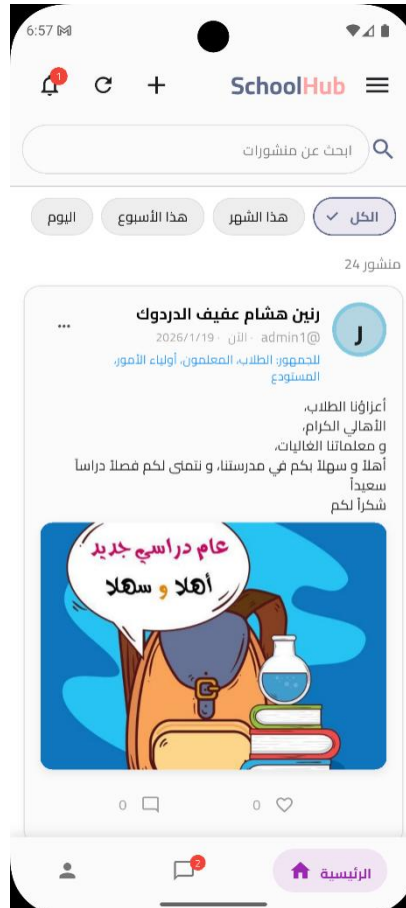 6:57
SchoolHub
ابحث عن منشورات
الكل
هذا الشهر
هذا الأسبوع
اليوم
24 منشور
رنين هشام عفيف الدردوك
@admin1 · الآن · 2026/1/19
للجمهور: الطلاب، المعلمون، أولياء الأمور،
المستودع
أعزاؤنا الطلاب،
الأهالي الكرام،
و معلماتنا الغاليات،
أهلاً و سهلاً بكم في مدرستنا، و نتمنى لكم فصلاً دراساً
سعيداً
شكراً لكم
عام دراسي جديد
أهلا و سهلا
0
0
الرئيسية
2
ر